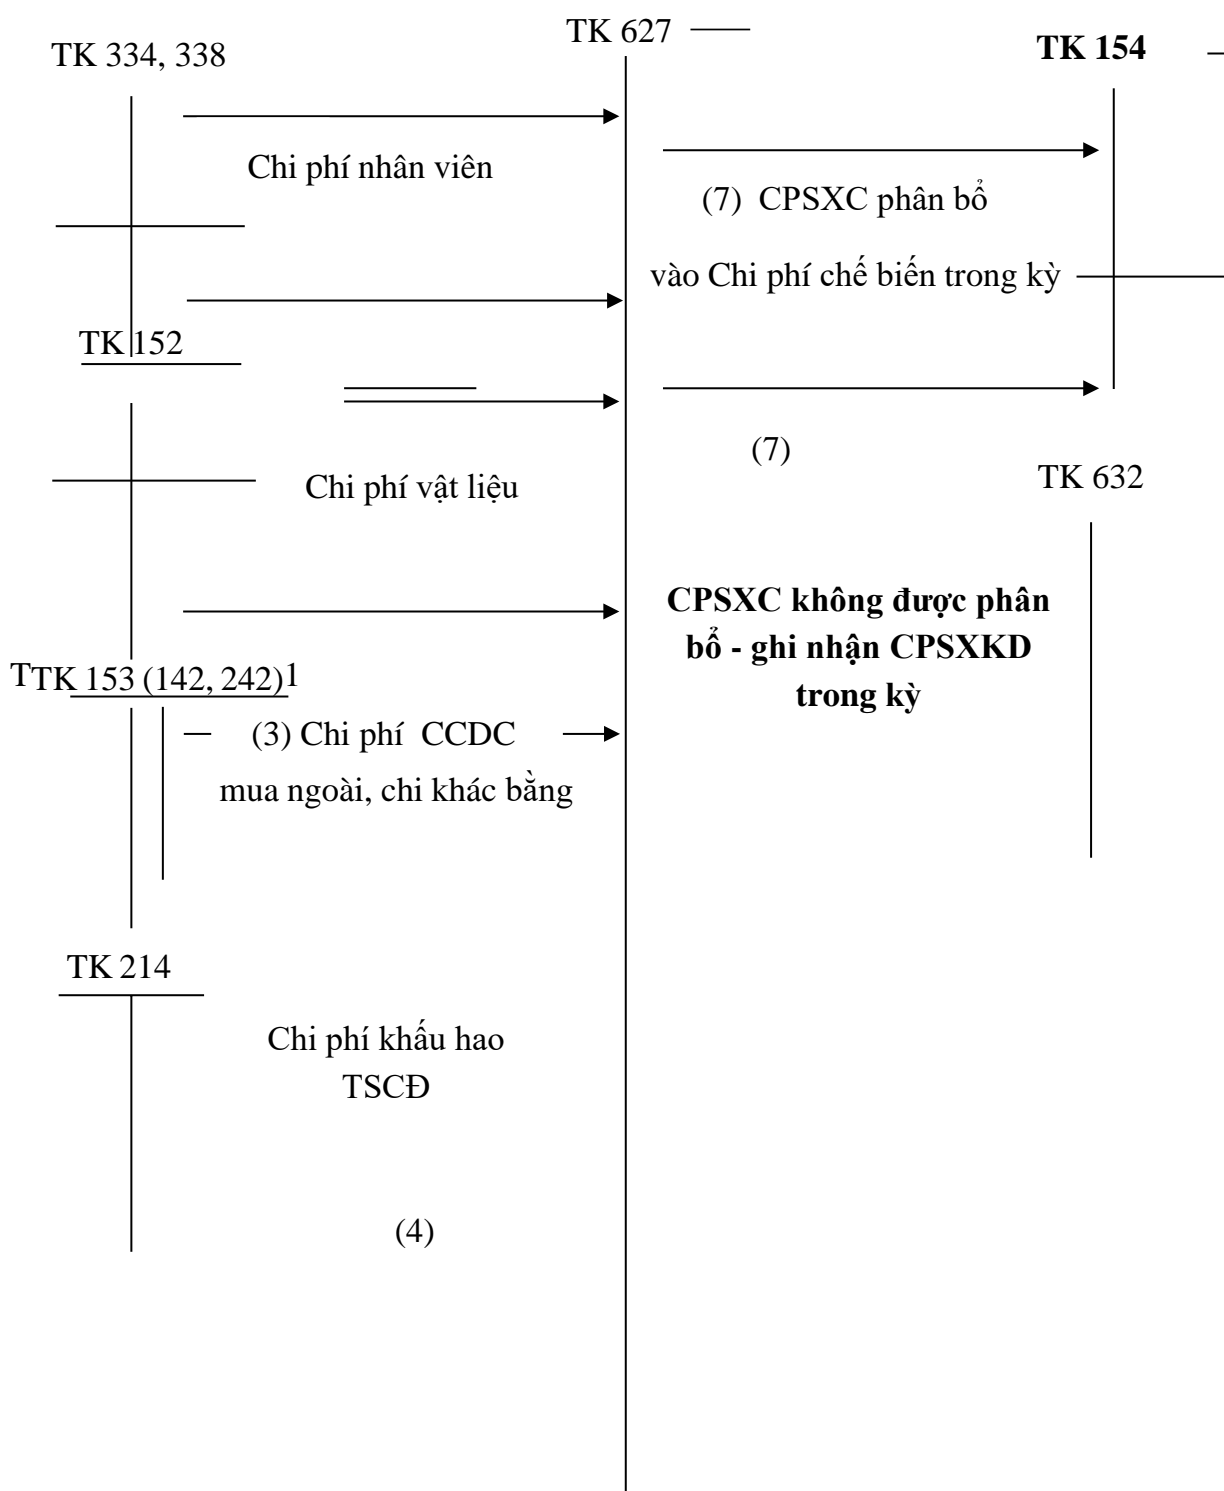 TK 627
TK 334, 338
TK 154
Chi phí nhân viên
(7) CPSXC phân bổ
vào Chi phí chế biến trong kỳ
TK 152
(7)
Chi phí vật liệu
TK 632
CPSXC không được phân
bổ - ghi nhận CPSXKD
trong kỳ
TTK 153 (142, 242)1
(3) Chi phí CCDC
mua ngoài, chi khác bằng
TK 214
Chi phí khấu hao
TSCĐ
(4)